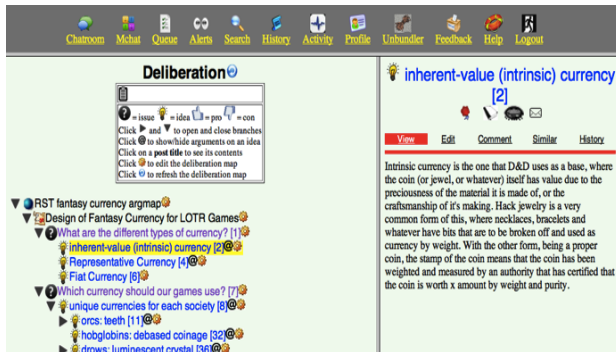 Chatroom Mchat Queue Alerts Search History Activity Profile Unbundler Feedback Help Logout
Deliberation
? = issue = idea = pro = con
Click ▶ and ▼ to open and close branches
Click @ to show/hide arguments on an idea
Click on a post title to see its contents
Click to edit the deliberation map
Click to refresh the deliberation map
▼ RST fantasy currency argmap
▼ Design of Fantasy Currency for LOTR Games
▼ ? What are the different types of currency? [1]
inherent-value (intrinsic) currency [2]@
Representative Currency [4]@
Fiat Currency [6]
▼ ? Which currency should our games use? [7]
▼ unique currencies for each society [8]@
▶ orcs: teeth [11]@
hobglobins: debased coinage [32]@
▶ drows: luminescent crystal [36]@
inherent-value (intrinsic) currency
[2]
View Edit Comment Similar History
Intrinsic currency is the one that D&D uses as a base, where
the coin (or jewel, or whatever) itself has value due to the
preciousness of the material it is made of, or the
craftsmanship of it's making. Hack jewelry is a very
common form of this, where necklaces, bracelets and
whatever have bits that are to be broken off and used as
currency by weight. With the other form, being a proper
coin, the stamp of the coin means that the coin has been
weighted and measured by an authority that has certified that
the coin is worth x amount by weight and purity.